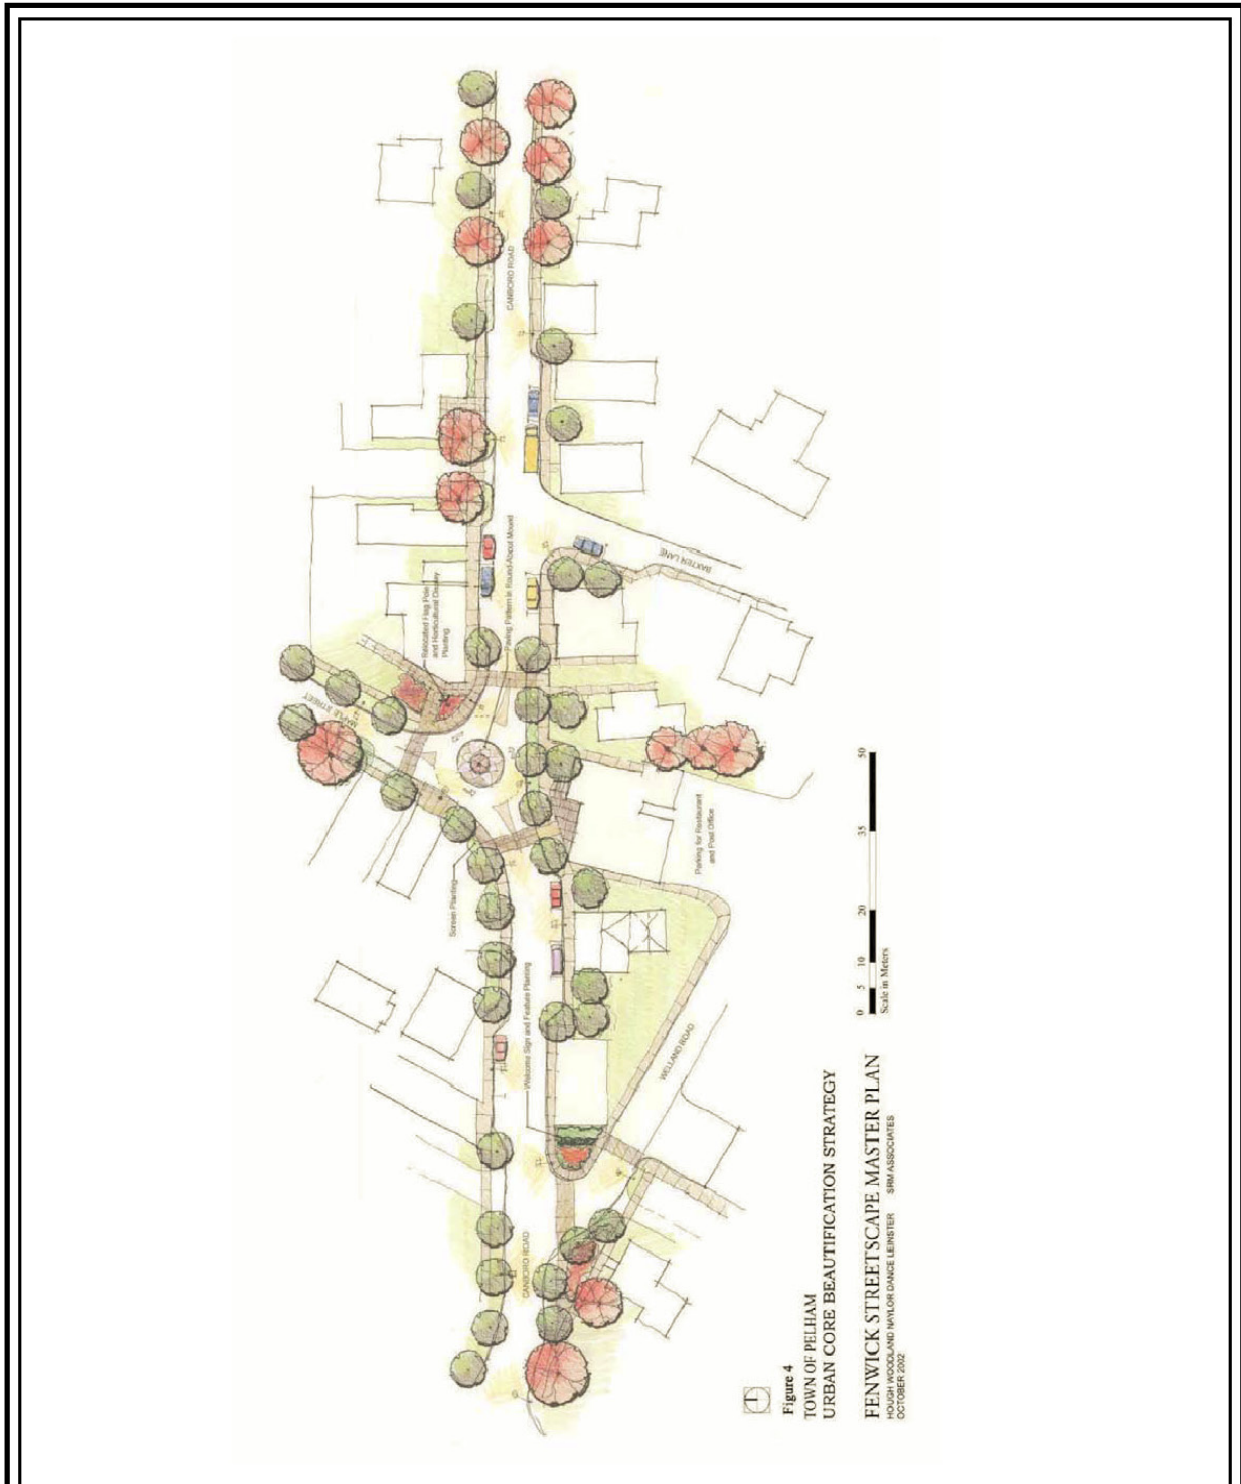 CANBORO ROAD
Relocated Flag Pole
and Horticultural Display
Planting
Paving Pattern in Round-About Mound
MAPLE STREET
BAXTER LANE
Screen Planting
Parking for Restaurant
and Post Office
Welcome Sign and Feature Planting
WELLAND ROAD
CANBORO ROAD
0 5 10 20 35 50
Scale in Meters
Figure 4
TOWN OF PELHAM
URBAN CORE BEAUTIFICATION STRATEGY
FENWICK STREETSCAPE MASTER PLAN
HOUGH WOODLAND NAYLOR DANCE LEINSTER SRM ASSOCIATES
OCTOBER 2002